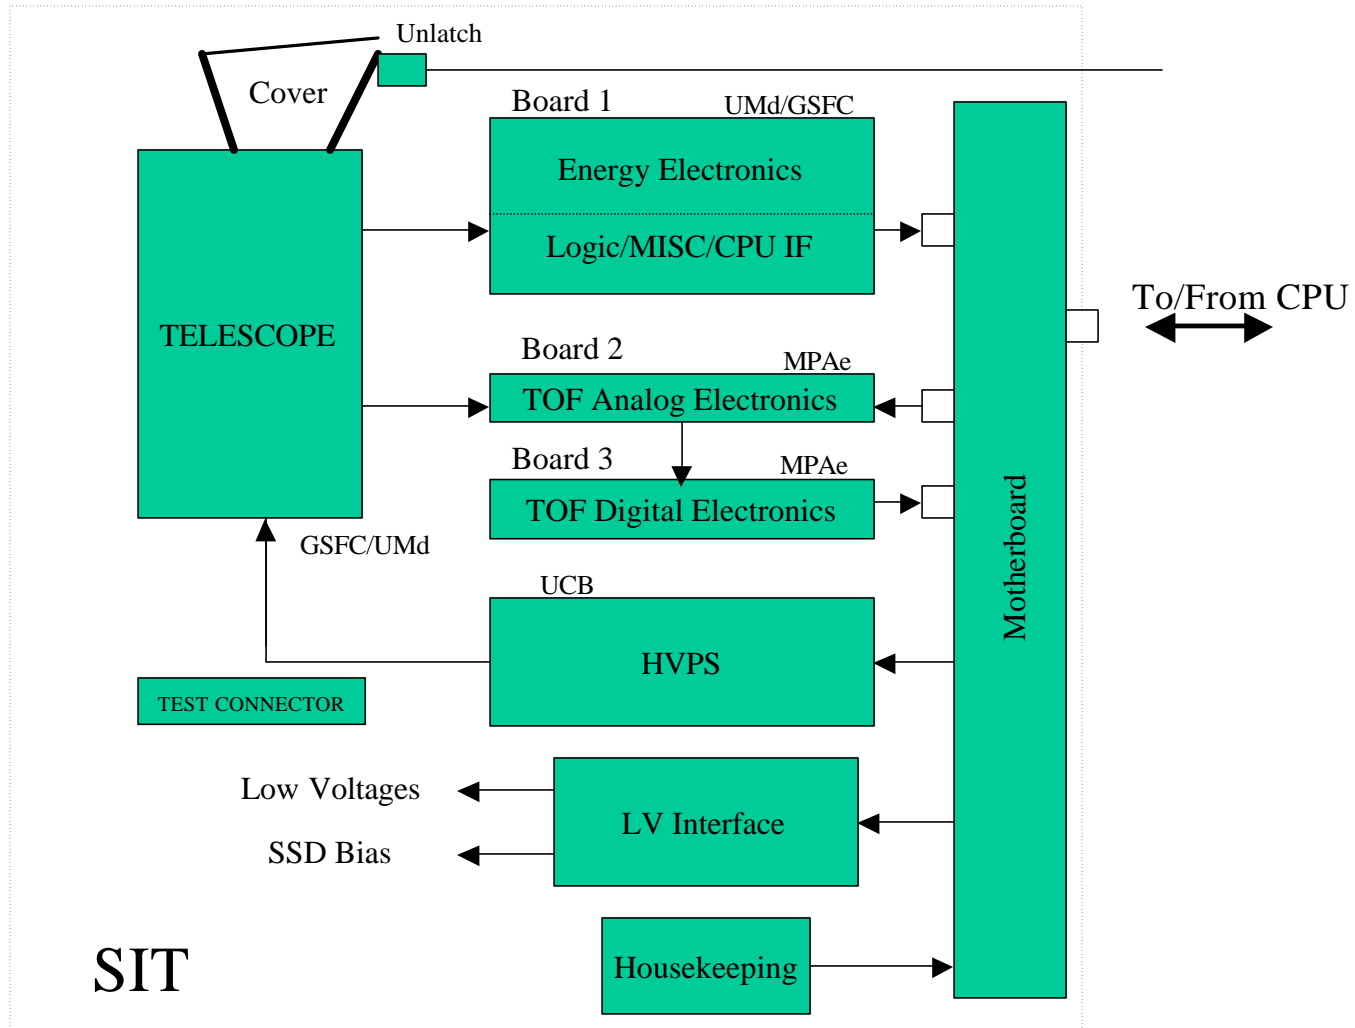 Unlatch
Cover
Board 1
UMd/GSFC
Energy Electronics
Logic/MISC/CPU IF
To/From CPU
TELESCOPE
Board 2
MPAe
TOF Analog Electronics
Board 3
MPAe
TOF Digital Electronics
Motherboard
GSFC/UMd
UCB
HVPS
TEST CONNECTOR
Low Voltages
LV Interface
SSD Bias
SIT
Housekeeping